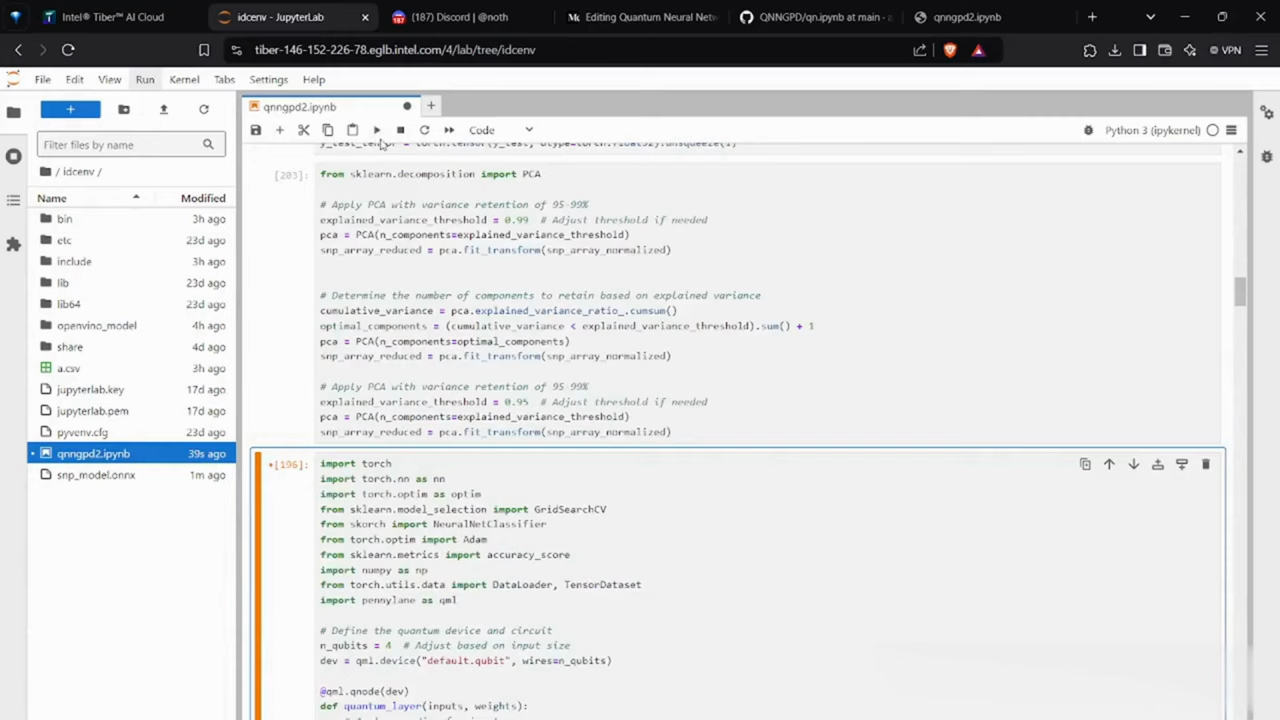 Intel® Tiber™ AI Cloud
idcenv - JupyterLab
(187) Discord | @noth
Editing Quantum Neural Netw
QNNGPD/qn.ipynb at main · a
qnngpd2.ipynb
tiber-146-152-226-78.eglb.intel.com/4/lab/tree/idcenv
VPN
File Edit View Run Kernel Tabs Settings Help
qnngpd2.ipynb
Code
Python 3 (ipykernel)
Filter files by name
/ idcenv /
Name Modified
bin 3h ago
etc 23d ago
include 3h ago
lib 23d ago
lib64 23d ago
openvino_model 4h ago
share 4d ago
a.csv 3h ago
jupyterlab.key 17d ago
jupyterlab.pem 17d ago
pyvenv.cfg 23d ago
qnngpd2.ipynb 39s ago
snp_model.onnx 1m ago
y_test_tensor = torch.tensor(y_test, dtype=torch.float32).unsqueeze(1)
[203]:
from sklearn.decomposition import PCA
# Apply PCA with variance retention of 95-99%
explained_variance_threshold = 0.99 # Adjust threshold if needed
pca = PCA(n_components=explained_variance_threshold)
snp_array_reduced = pca.fit_transform(snp_array_normalized)
# Determine the number of components to retain based on explained variance
cumulative_variance = pca.explained_variance_ratio_.cumsum()
optimal_components = (cumulative_variance < explained_variance_threshold).sum() + 1
pca = PCA(n_components=optimal_components)
snp_array_reduced = pca.fit_transform(snp_array_normalized)
# Apply PCA with variance retention of 95-99%
explained_variance_threshold = 0.95 # Adjust threshold if needed
pca = PCA(n_components=explained_variance_threshold)
snp_array_reduced = pca.fit_transform(snp_array_normalized)
[196]:
import torch
import torch.nn as nn
import torch.optim as optim
from sklearn.model_selection import GridSearchCV
from skorch import NeuralNetClassifier
from torch.optim import Adam
from sklearn.metrics import accuracy_score
import numpy as np
from torch.utils.data import DataLoader, TensorDataset
import pennylane as qml
# Define the quantum device and circuit
n_qubits = 4 # Adjust based on input size
dev = qml.device("default.qubit", wires=n_qubits)
@qml.qnode(dev)
def quantum_layer(inputs, weights):